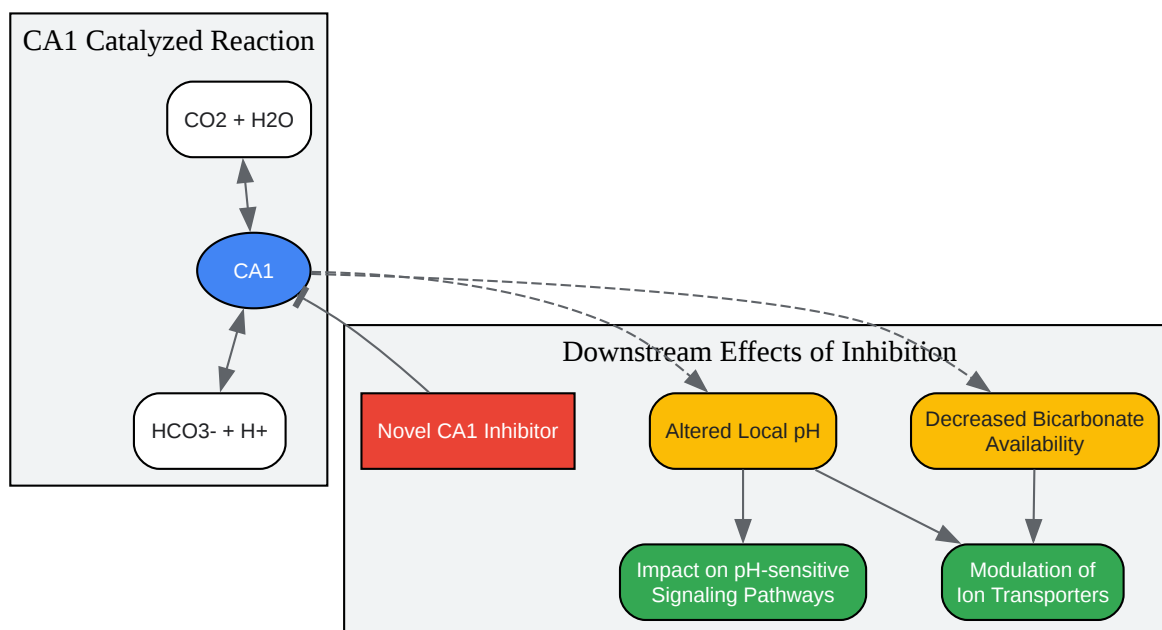 CA1 Catalyzed Reaction
CO2 + H2O
CA1
HCO3- + H+
Downstream Effects of Inhibition
Novel CA1 Inhibitor
Altered Local pH
Decreased Bicarbonate
Availability
Impact on pH-sensitive
Signaling Pathways
Modulation of
Ion Transporters